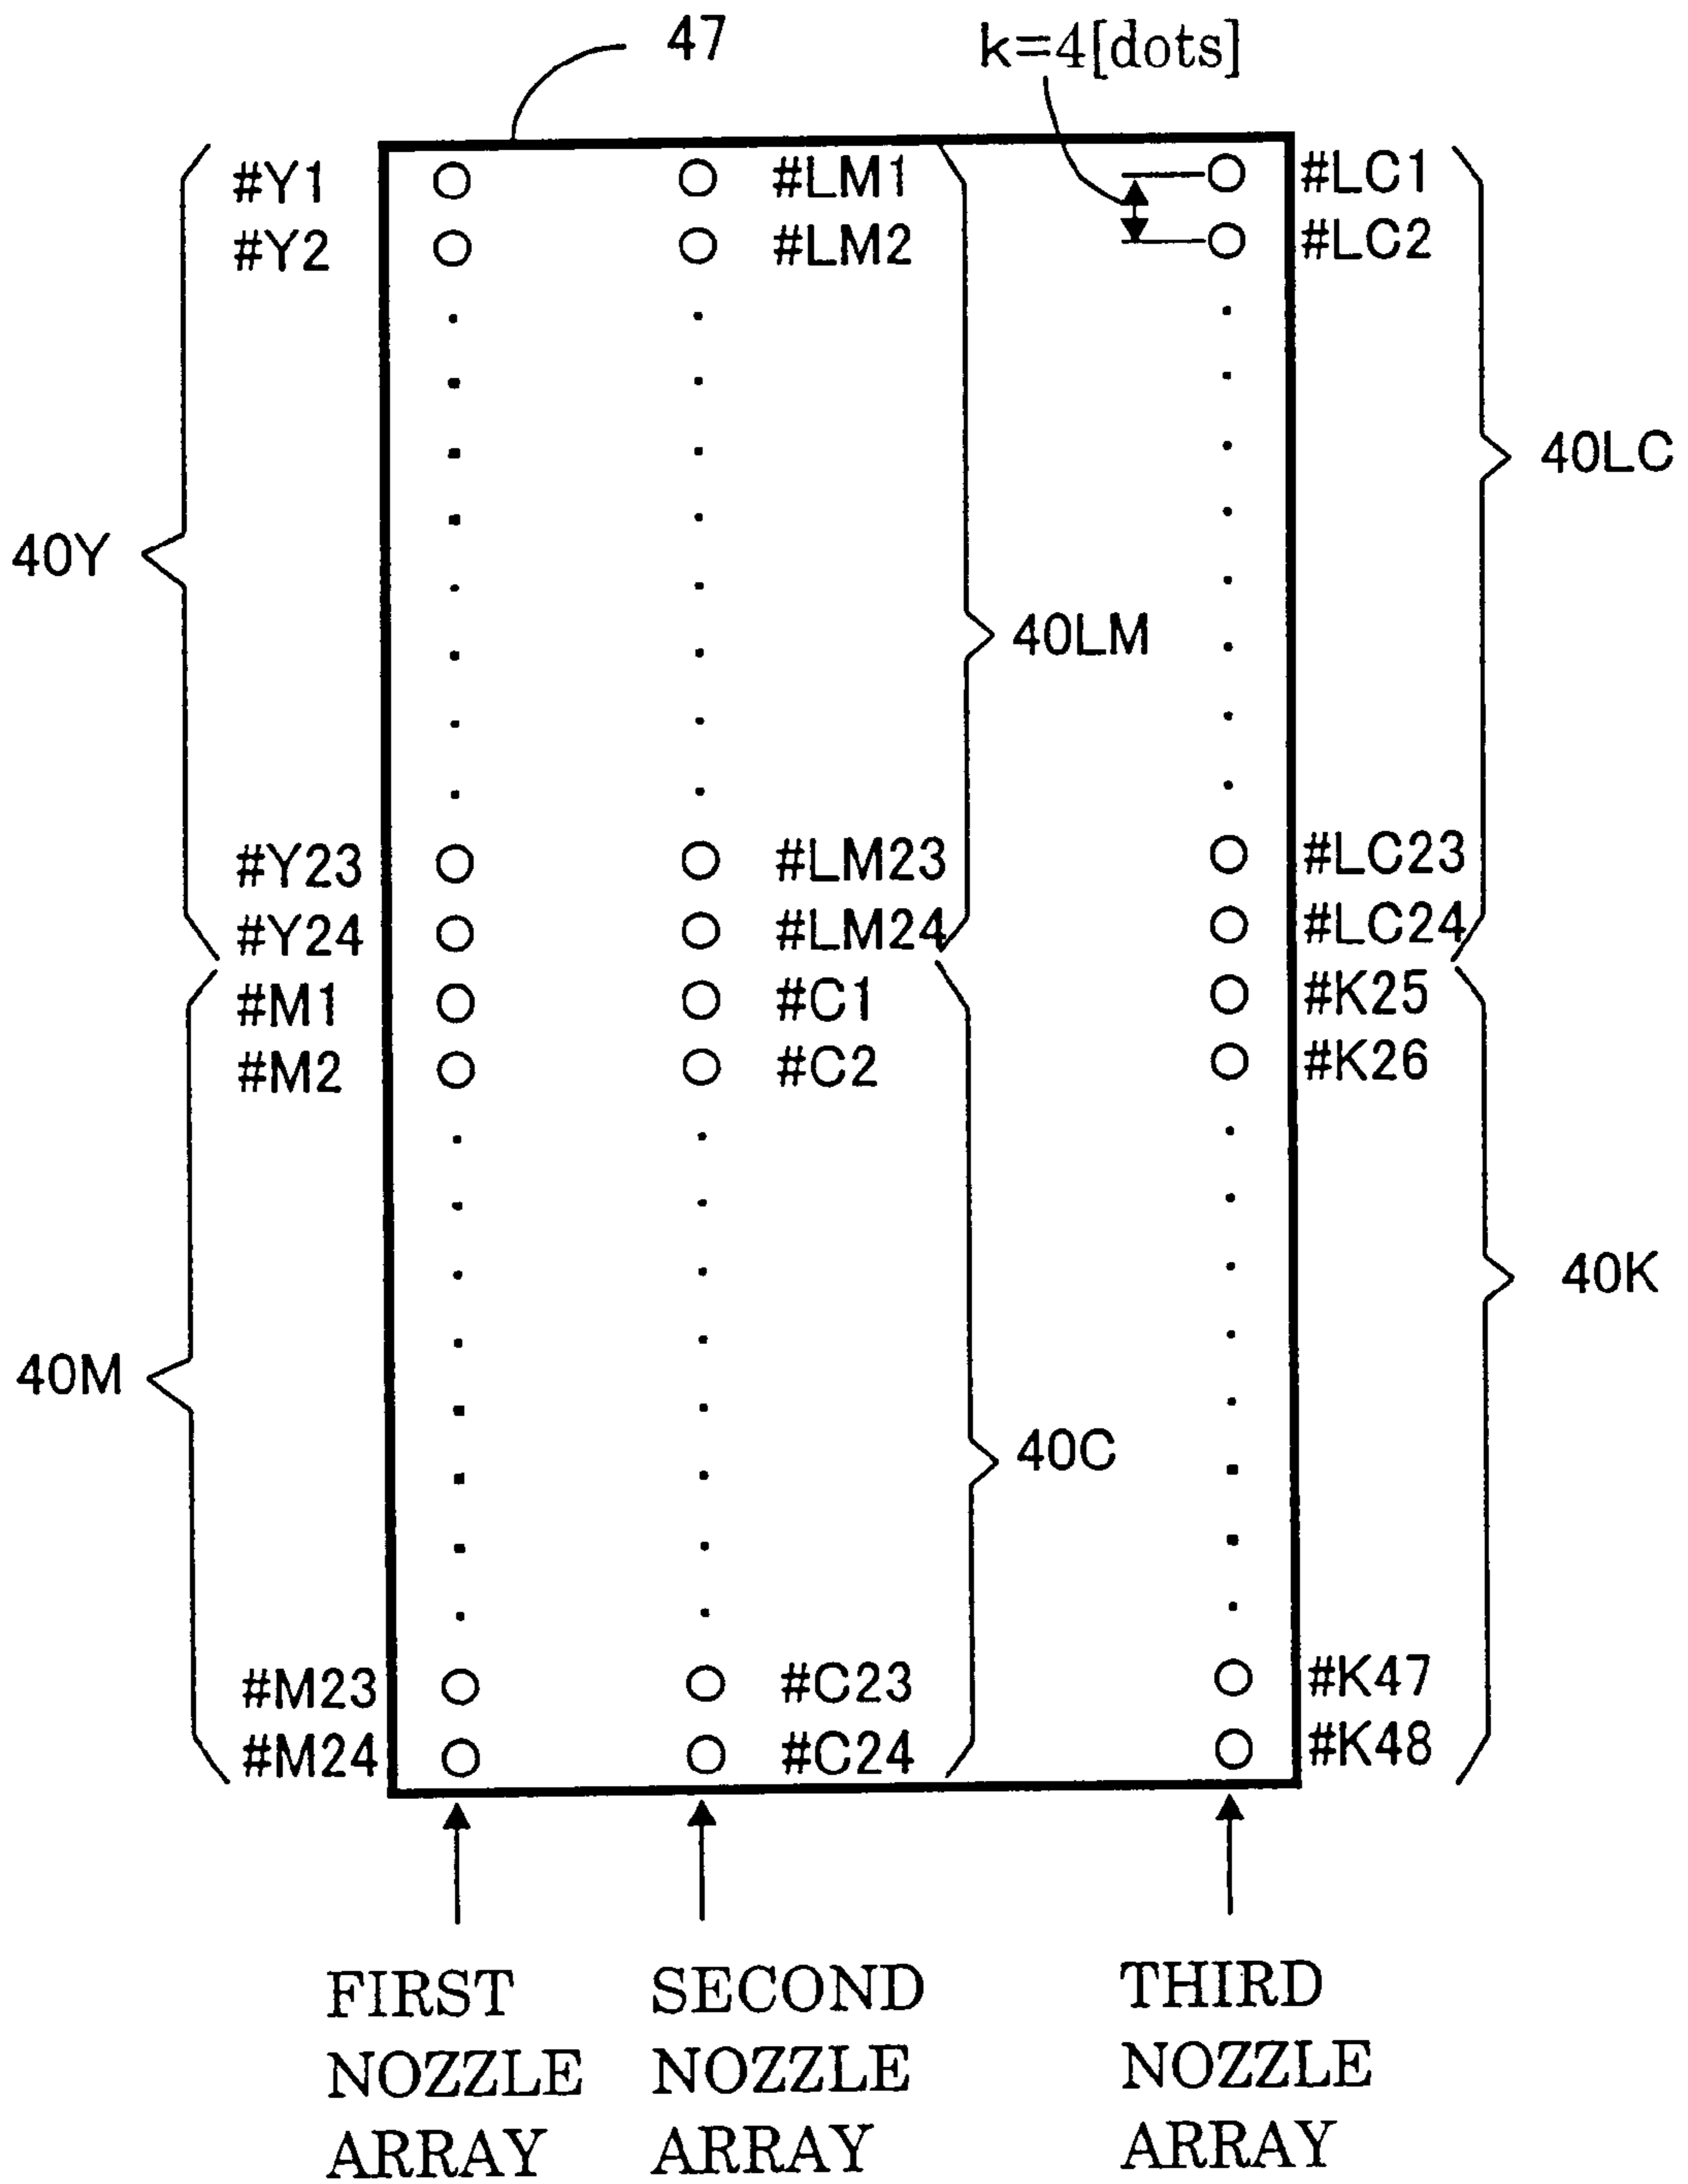 47
k=4[dots]
#Y1
#LM1
#LC1
#Y2
#LM2
#LC2
40LC
40Y
40LM
#Y23
#LM23
#LC23
#Y24
#LM24
#LC24
#M1
#C1
#K25
#M2
#C2
#K26
40K
40M
40C
#M23
#C23
#K47
#M24
#C24
#K48
FIRST
NOZZLE
ARRAY
SECOND
NOZZLE
ARRAY
THIRD
NOZZLE
ARRAY